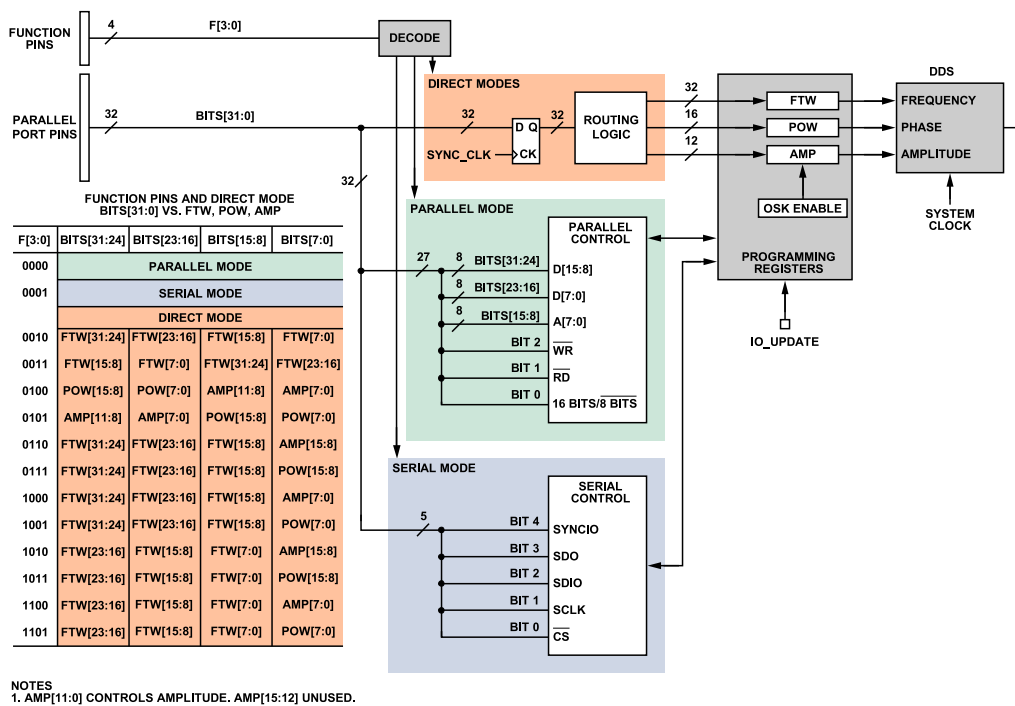 FUNCTION
PINS
4
F[3:0]
DECODE
PARALLEL
PORT PINS
32
BITS[31:0]
32
DIRECT MODES
32
D Q
CK
SYNC_CLK
32
ROUTING
LOGIC
32
16
12
FTW
POW
AMP
OSK ENABLE
PROGRAMMING
REGISTERS
IO_UPDATE
DDS
FREQUENCY
PHASE
AMPLITUDE
SYSTEM
CLOCK
PARALLEL MODE
PARALLEL
CONTROL
27
8 BITS[31:24] D[15:8]
8 BITS[23:16] D[7:0]
8 BITS[15:8] A[7:0]
BIT 2 WR
BIT 1 RD
BIT 0 16 BITS/8 BITS
SERIAL MODE
SERIAL
CONTROL
5
BIT 4 SYNCIO
BIT 3 SDO
BIT 2 SDIO
BIT 1 SCLK
BIT 0 CS
FUNCTION PINS AND DIRECT MODE
BITS[31:0] VS. FTW, POW, AMP
F[3:0] BITS[31:24] BITS[23:16] BITS[15:8] BITS[7:0]
0000 PARALLEL MODE
0001 SERIAL MODE
DIRECT MODE
0010 FTW[31:24] FTW[23:16] FTW[15:8] FTW[7:0]
0011 FTW[15:8] FTW[7:0] FTW[31:24] FTW[23:16]
0100 POW[15:8] POW[7:0] AMP[11:8] AMP[7:0]
0101 AMP[11:8] AMP[7:0] POW[15:8] POW[7:0]
0110 FTW[31:24] FTW[23:16] FTW[15:8] AMP[15:8]
0111 FTW[31:24] FTW[23:16] FTW[15:8] POW[15:8]
1000 FTW[31:24] FTW[23:16] FTW[15:8] AMP[7:0]
1001 FTW[31:24] FTW[23:16] FTW[15:8] POW[7:0]
1010 FTW[23:16] FTW[15:8] FTW[7:0] AMP[15:8]
1011 FTW[23:16] FTW[15:8] FTW[7:0] POW[15:8]
1100 FTW[23:16] FTW[15:8] FTW[7:0] AMP[7:0]
1101 FTW[23:16] FTW[15:8] FTW[7:0] POW[7:0]
NOTES
1. AMP[11:0] CONTROLS AMPLITUDE. AMP[15:12] UNUSED.